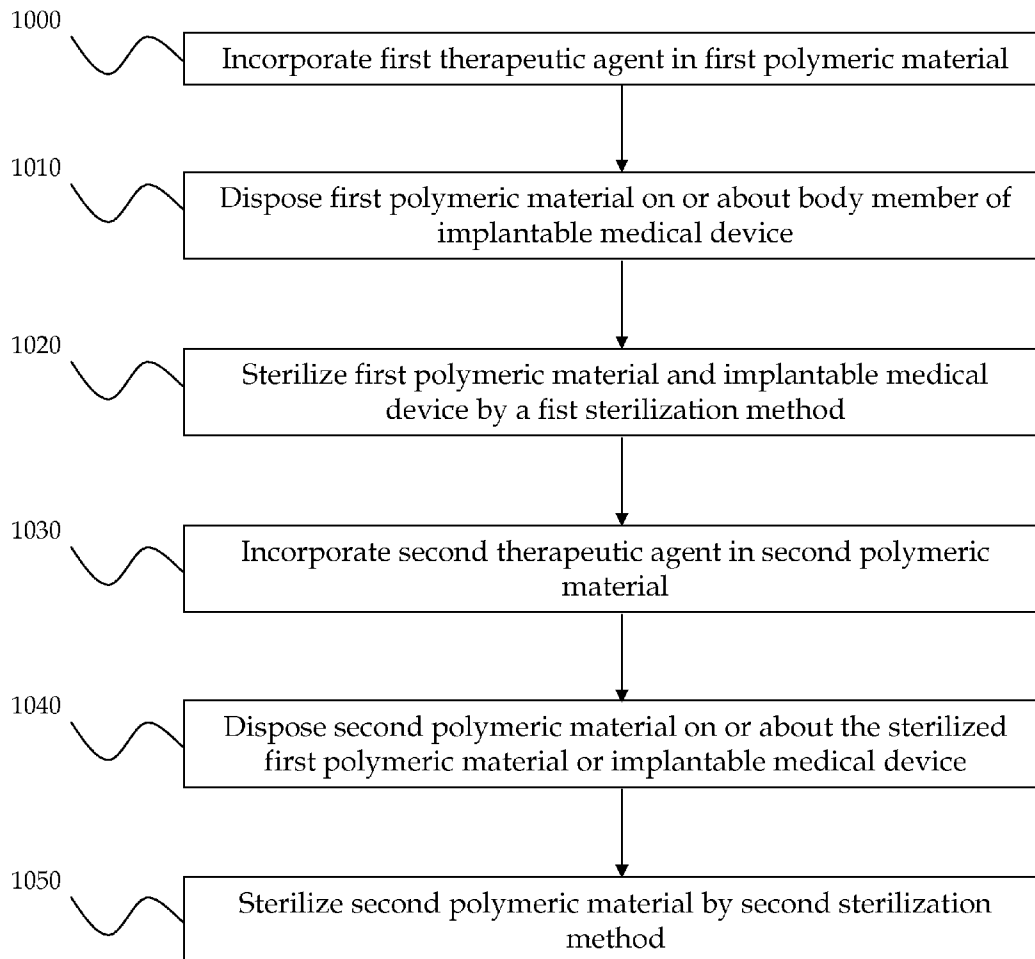 1000
Incorporate first therapeutic agent in first polymeric material
1010
Dispose first polymeric material on or about body member of
implantable medical device
1020
Sterilize first polymeric material and implantable medical
device by a fist sterilization method
1030
Incorporate second therapeutic agent in second polymeric
material
1040
Dispose second polymeric material on or about the sterilized
first polymeric material or implantable medical device
1050
Sterilize second polymeric material by second sterilization
method